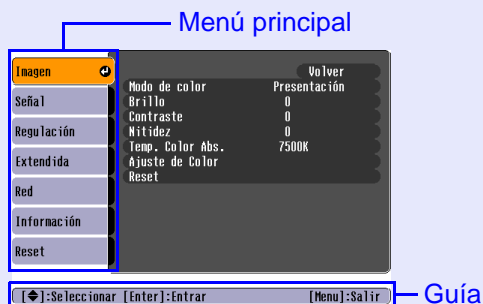 Menú principal
Imagen
Señal
Regulación
Extendida
Red
Información
Reset
Volver
Modo de color Presentación
Brillo 0
Contraste 0
Nitidez 0
Temp. Color Abs. 7500K
Ajuste de Color
Reset
[◆]:Seleccionar [Enter]:Entrar [Menu]:Salir
Guía